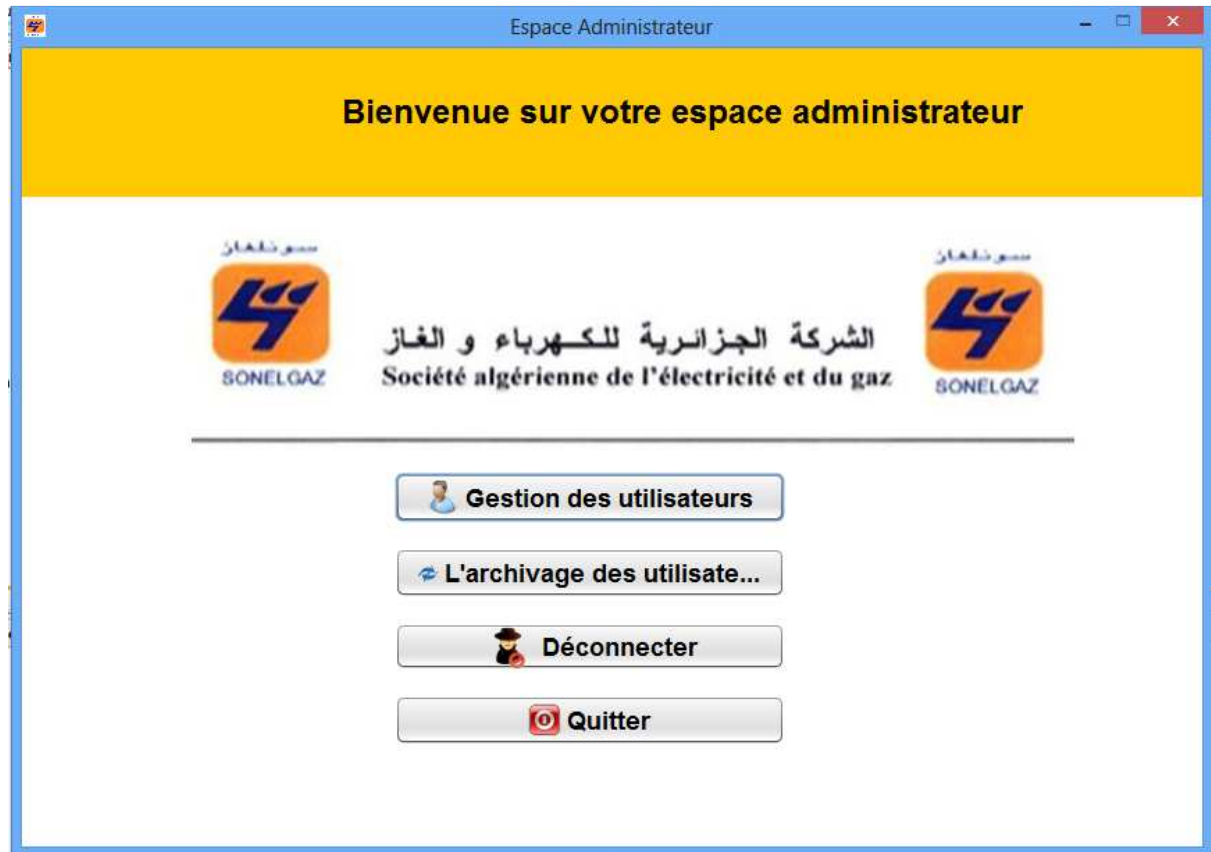 Espace Administrateur
Bienvenue sur votre espace administrateur
سونلغاز
سونلغاز
SONELGAZ
SONELGAZ
الشركة الجزائرية للكهرباء و الغاز
Société algérienne de l'électricité et du gaz
Gestion des utilisateurs
L'archivage des utilisate...
Déconnecter
Quitter